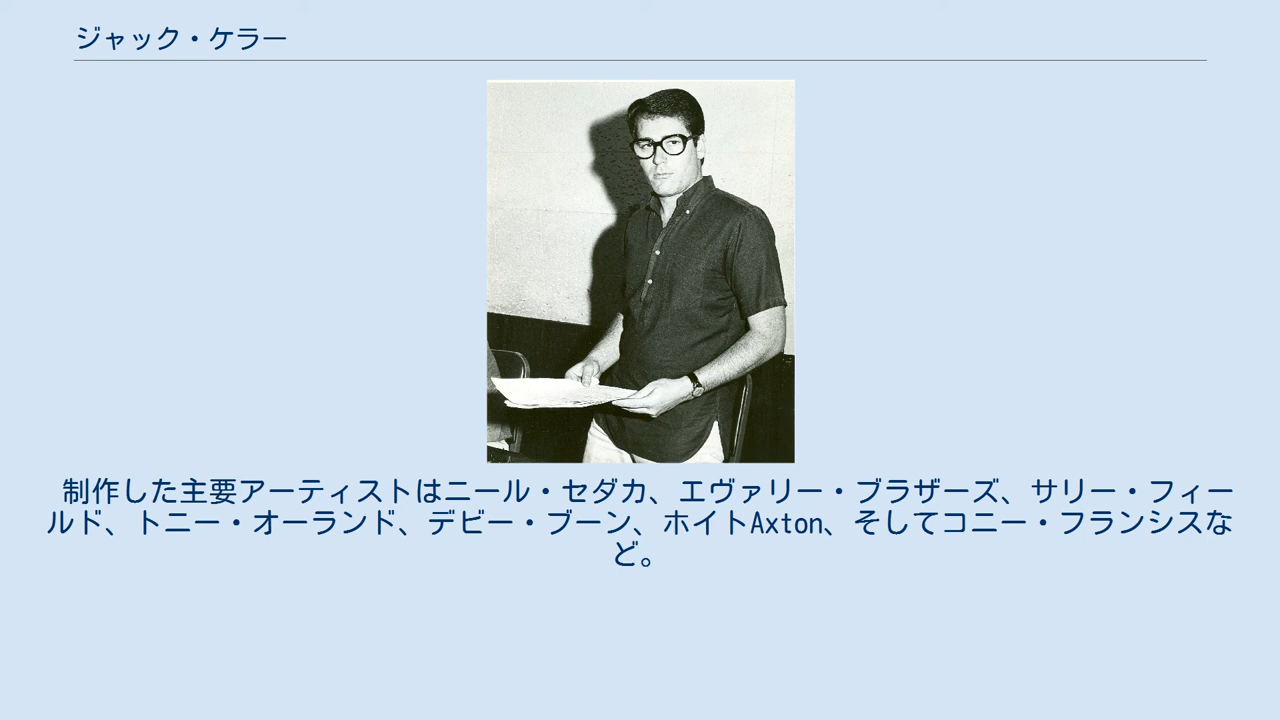 ジャック・ケラー
制作した主要アーティストはニール・セダカ、エヴァリー・ブラザーズ、サリー・フィー
ルド、トニー・オーランド、デビー・ブーン、ホイトAxton、そしてコニー・フランシスな
ど。